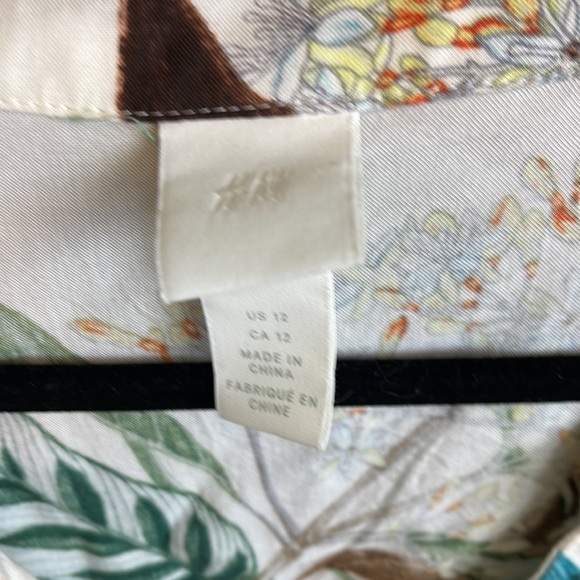 H&M
US 12
CA 12
MADE IN
CHINA
FABRIQUÉ EN
CHINE